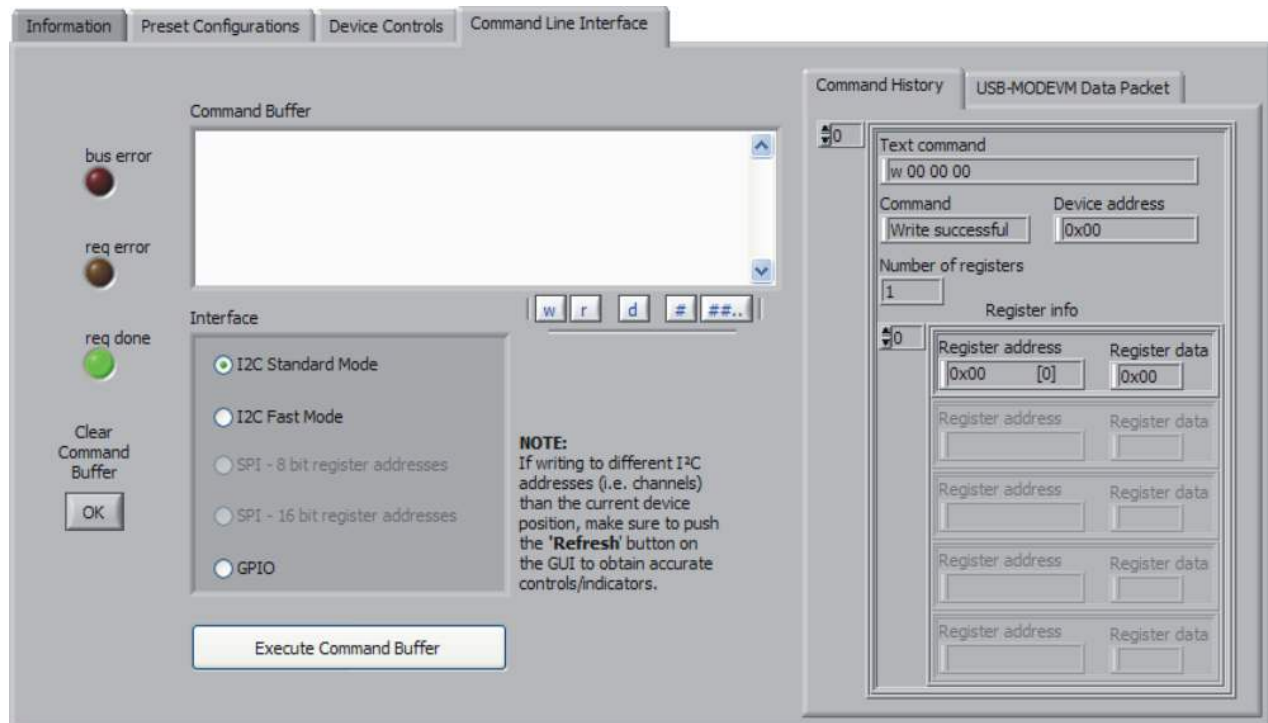 Information
Preset Configurations
Device Controls
Command Line Interface
Command Buffer
bus error
req error
req done
Clear
Command
Buffer
OK
w
r
d
#
##..
Interface
I2C Standard Mode
I2C Fast Mode
SPI - 8 bit register addresses
SPI - 16 bit register addresses
GPIO
NOTE:
If writing to different I²C
addresses (i.e. channels)
than the current device
position, make sure to push
the 'Refresh' button on
the GUI to obtain accurate
controls/indicators.
Execute Command Buffer
Command History
USB-MODEVM Data Packet
0
Text command
w 00 00 00
Command
Device address
Write successful
0x00
Number of registers
1
Register info
0
Register address
Register data
0x00 [0]
0x00
Register address
Register data
Register address
Register data
Register address
Register data
Register address
Register data